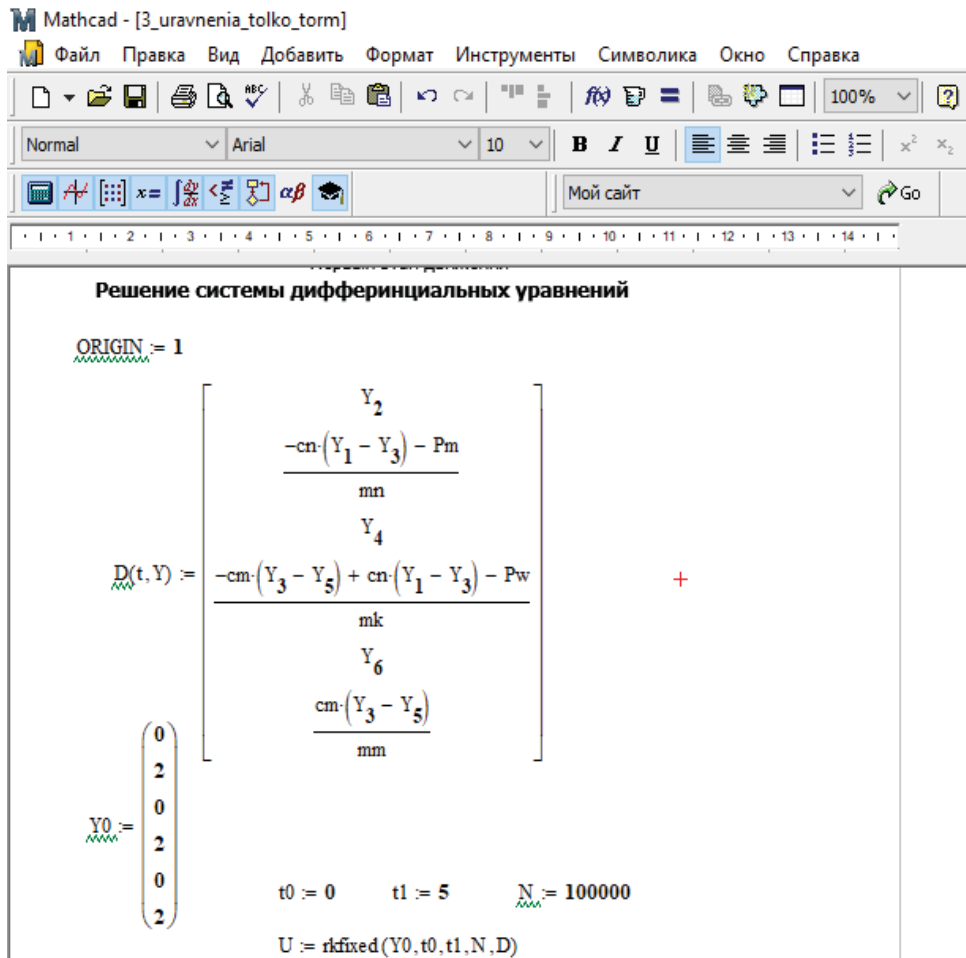 Mathcad - [3_uravnenia_tolko_torm]
Файл Правка Вид Добавить Формат Инструменты Символика Окно Справка
100%
Normal Arial 10 B I U
Мой сайт Go
1 2 3 4 5 6 7 8 9 10 11 12 13 14
Решение системы дифферинциальных уравнений
ORIGIN := 1
Y2
-cn·(Y1 − Y3) − Pm
mn
Y4
D(t,Y) := -cm·(Y3 − Y5) + cn·(Y1 − Y3) − Pw
mk
Y6
cm·(Y3 − Y5)
mm
0
2
0
Y0 :=
2
0
2
t0 := 0 t1 := 5 N := 100000
U := rkfixed(Y0,t0,t1,N,D)